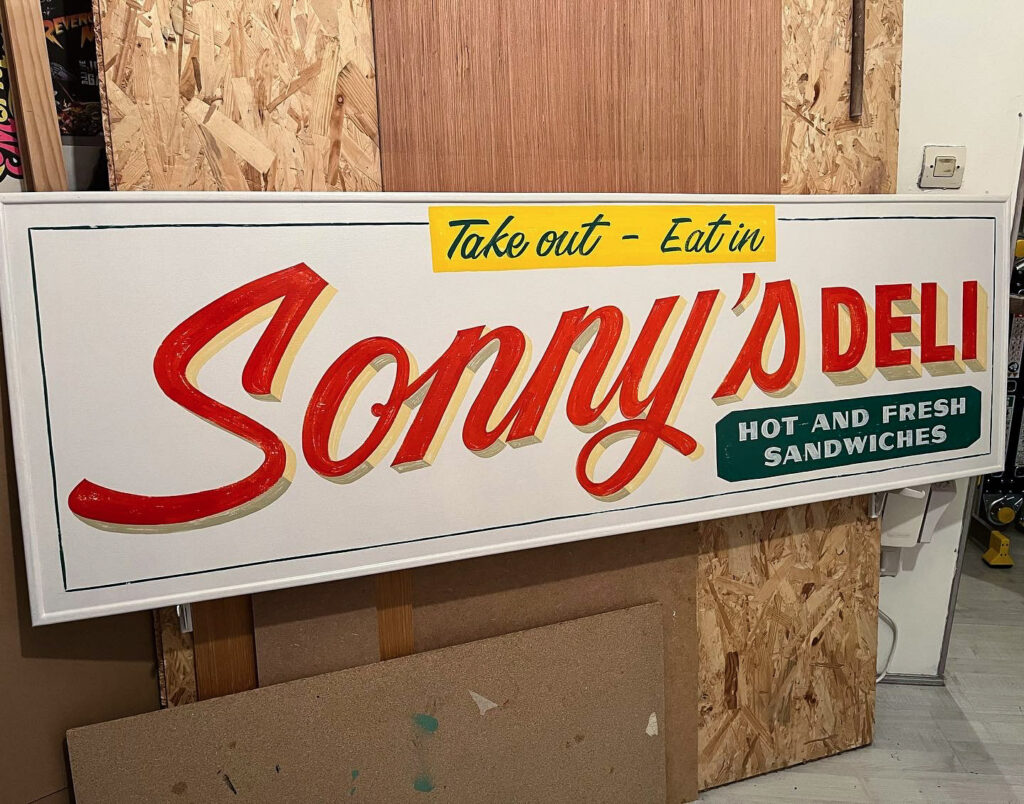 Take out - Eat in
Sonny's DELI
HOT AND FRESH
SANDWICHES